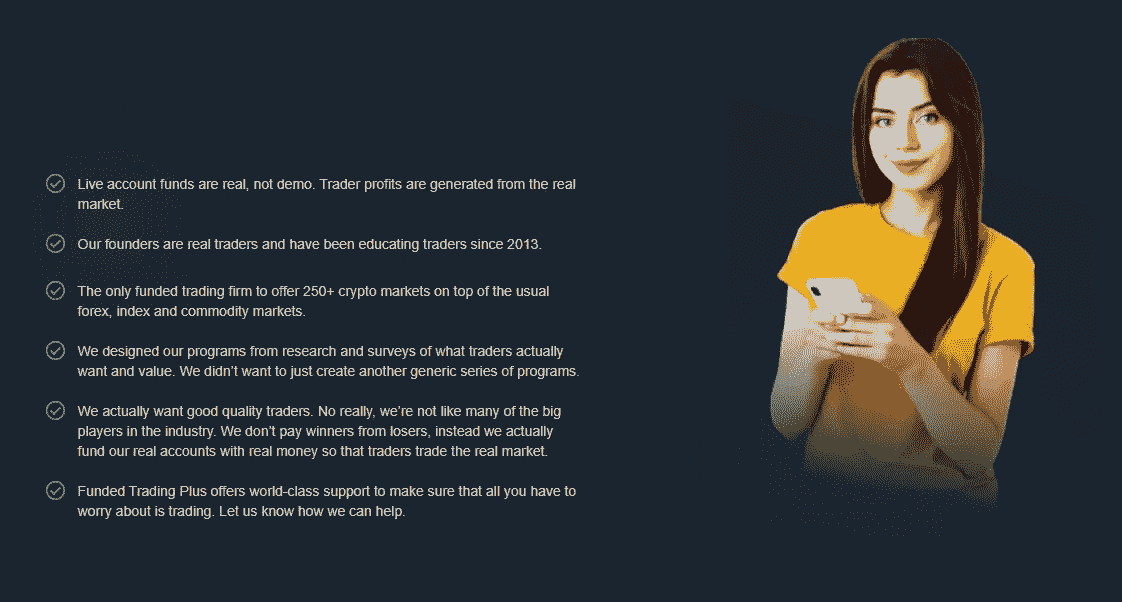 Live account funds are real, not demo. Trader profits are generated from the real
market.
Our founders are real traders and have been educating traders since 2013.
The only funded trading firm to offer 250+ crypto markets on top of the usual
forex, index and commodity markets.
We designed our programs from research and surveys of what traders actually
want and value. We didn’t want to just create another generic series of programs.
We actually want good quality traders. No really, we’re not like many of the big
players in the industry. We don’t pay winners from losers, instead we actually
fund our real accounts with real money so that traders trade the real market.
Funded Trading Plus offers world-class support to make sure that all you have to
worry about is trading. Let us know how we can help.